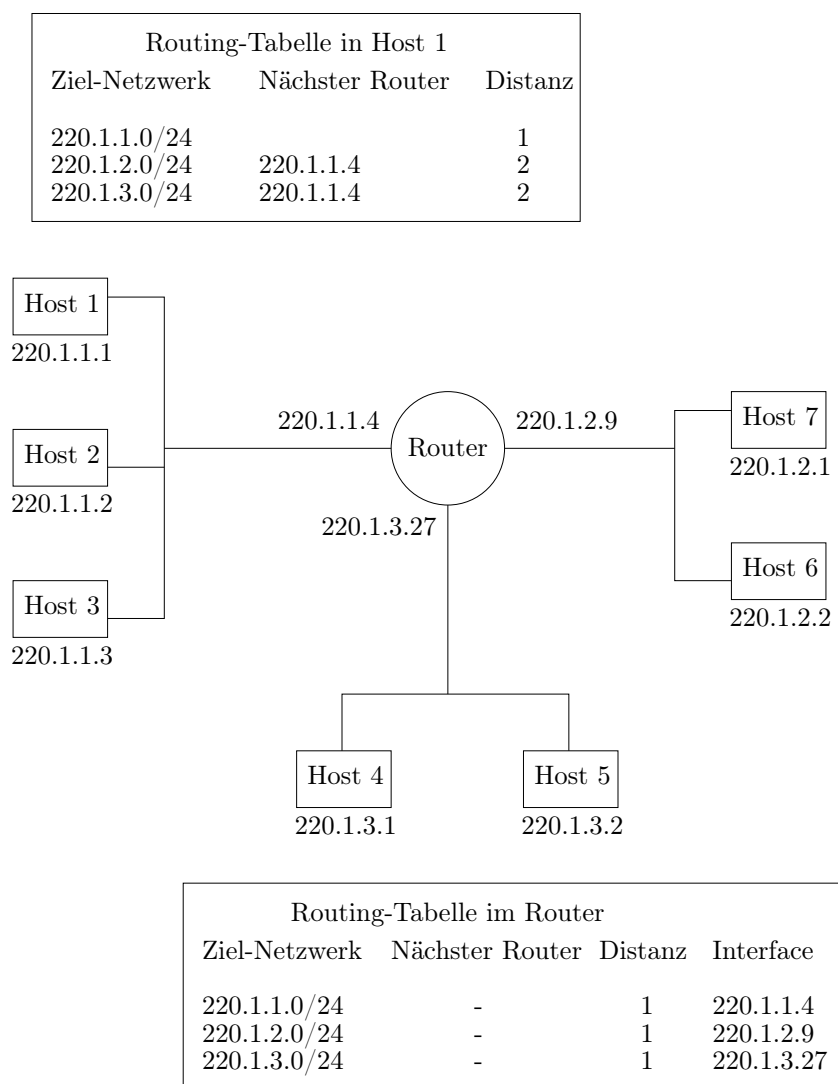 Routing-Tabelle in Host 1
Ziel-Netzwerk Nächster Router Distanz
220.1.1.0/24 1
220.1.2.0/24 220.1.1.4 2
220.1.3.0/24 220.1.1.4 2
Host 1
220.1.1.1
Host 2
220.1.1.2
Host 3
220.1.1.3
220.1.1.4
Router
220.1.2.9
220.1.3.27
Host 7
220.1.2.1
Host 6
220.1.2.2
Host 4
220.1.3.1
Host 5
220.1.3.2
Routing-Tabelle im Router
Ziel-Netzwerk Nächster Router Distanz Interface
220.1.1.0/24 - 1 220.1.1.4
220.1.2.0/24 - 1 220.1.2.9
220.1.3.0/24 - 1 220.1.3.27